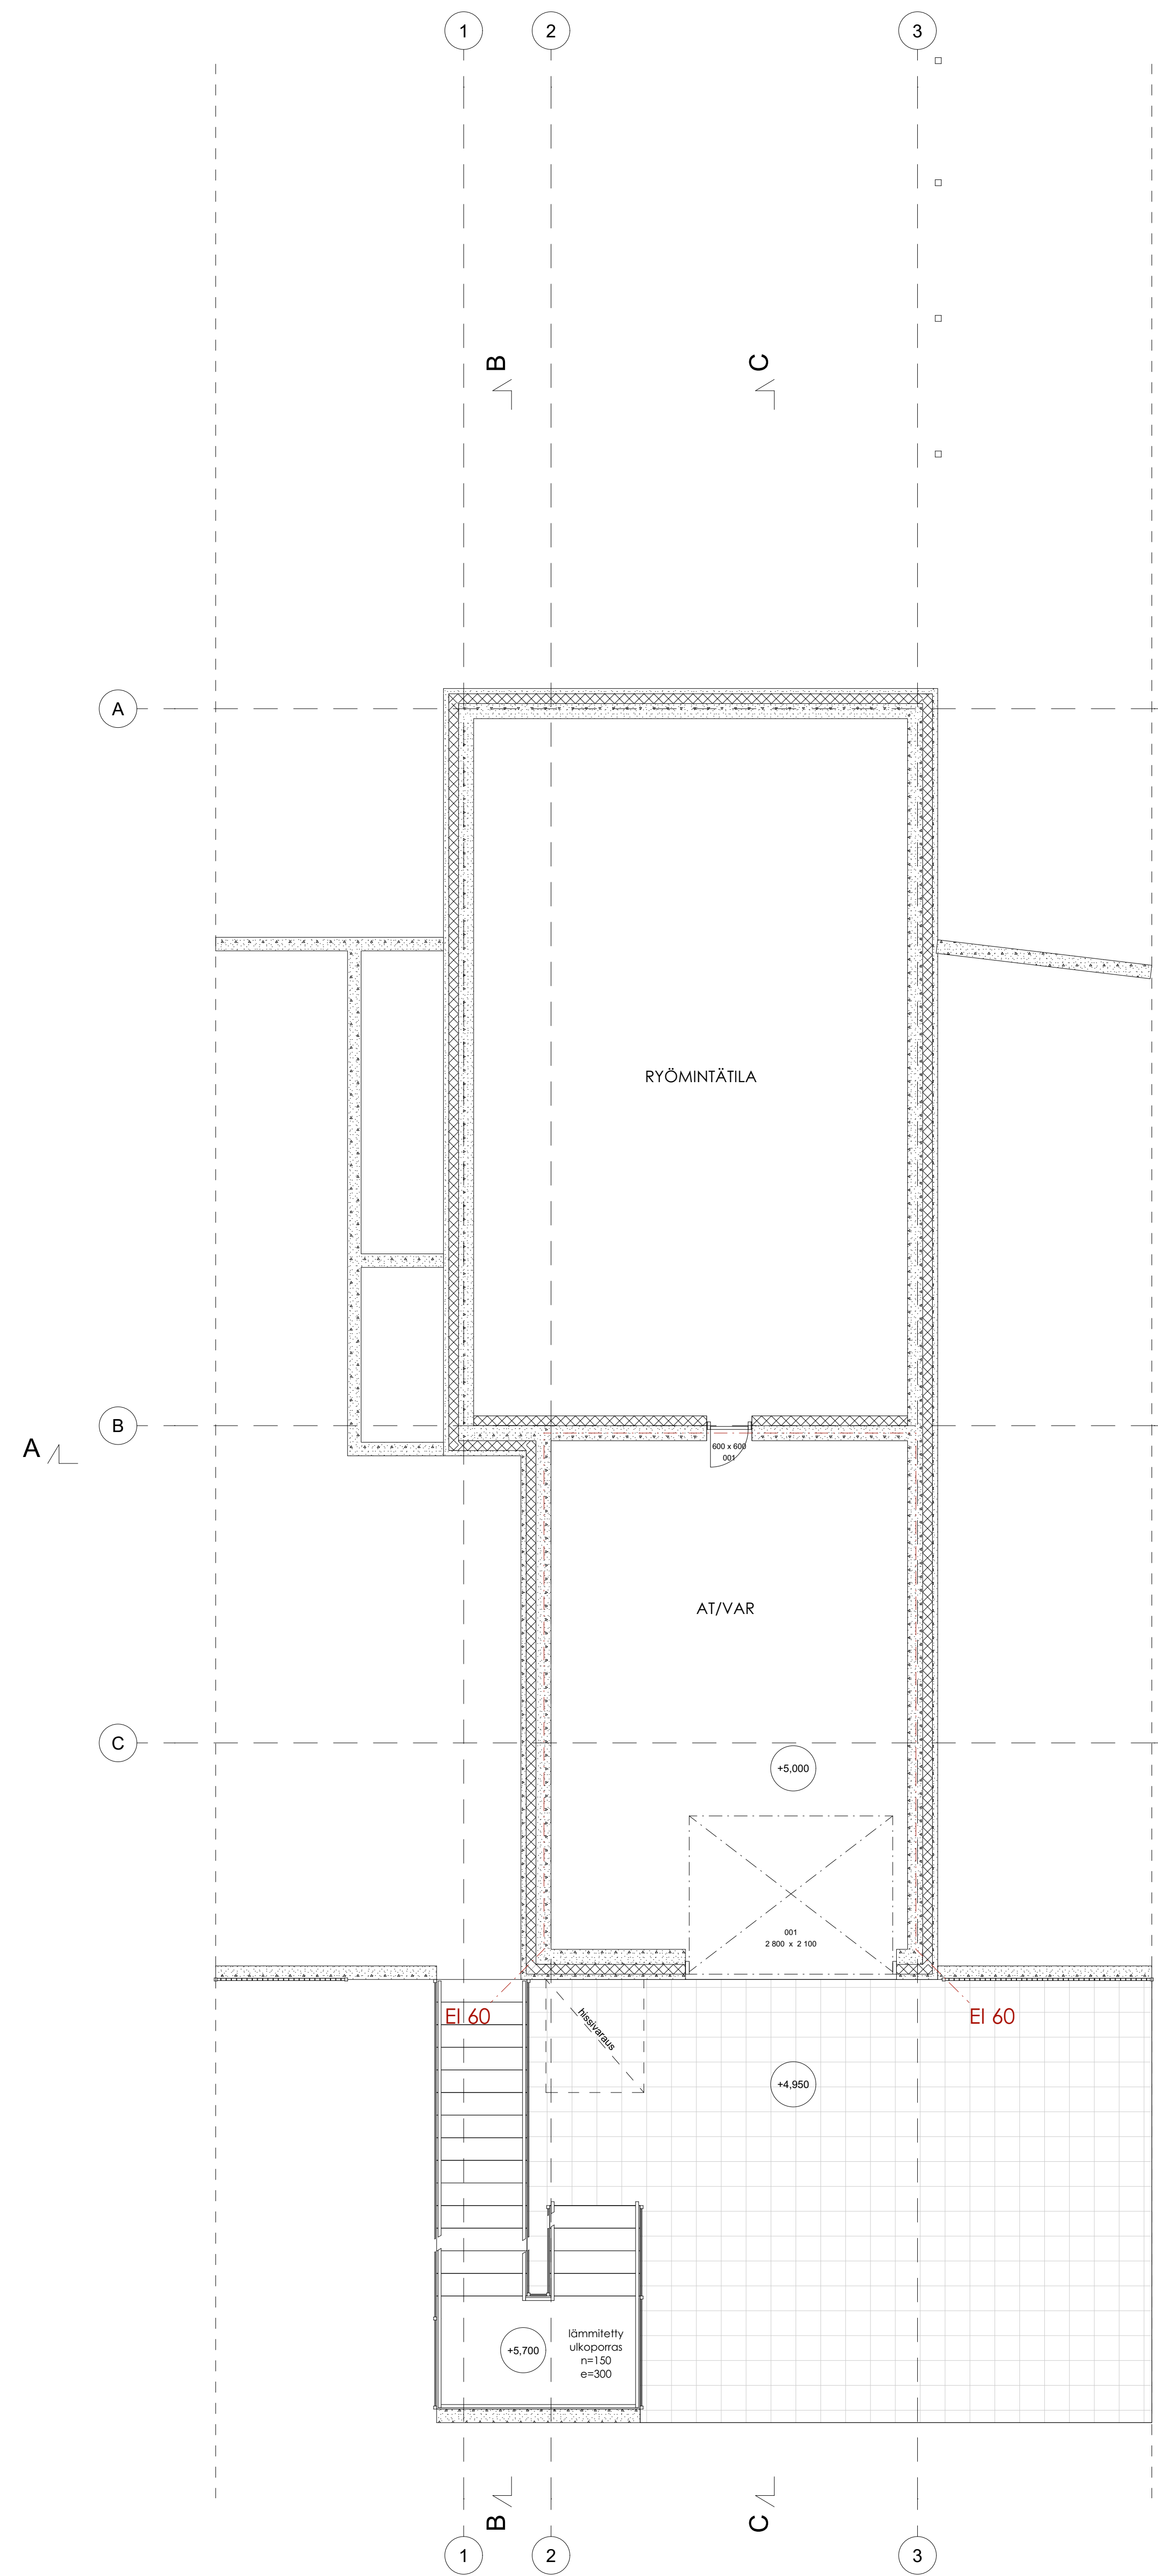 1
2
3
B
C
A
RYÖMINTÄTILA
B
A
600 x 600
001
AT/VAR
C
+5,000
001
2 800 x 2 100
EI 60
EI 60
hissivaraus
+4,950
+5,700
lämmitetty
ulkoporras
n=150
e=300
B
C
1
2
3